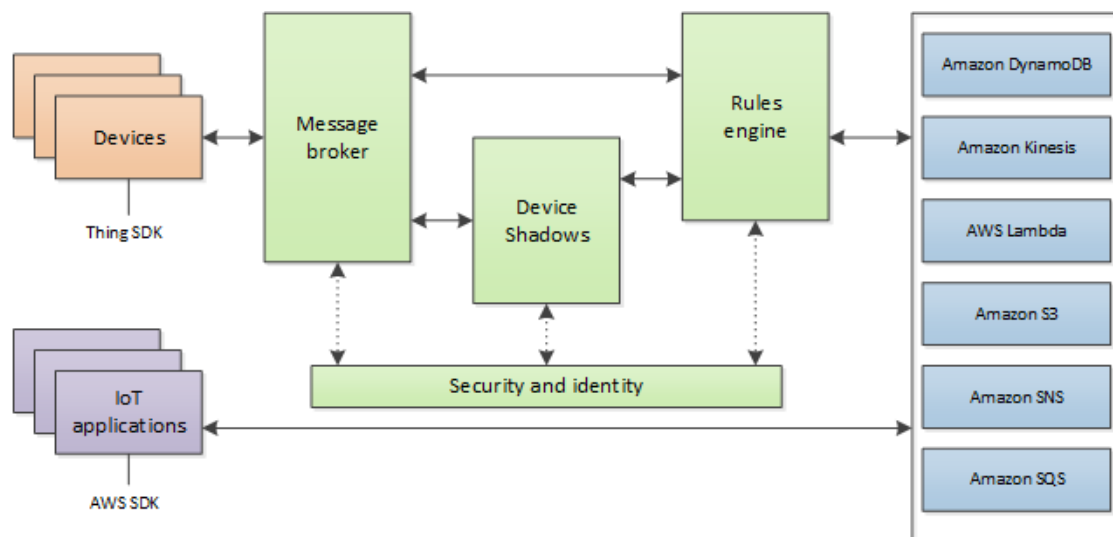 Devices
Thing SDK
Message
broker
Device
Shadows
Rules
engine
Security and identity
IoT
applications
AWS SDK
Amazon DynamoDB
Amazon Kinesis
AWS Lambda
Amazon S3
Amazon SNS
Amazon SQS